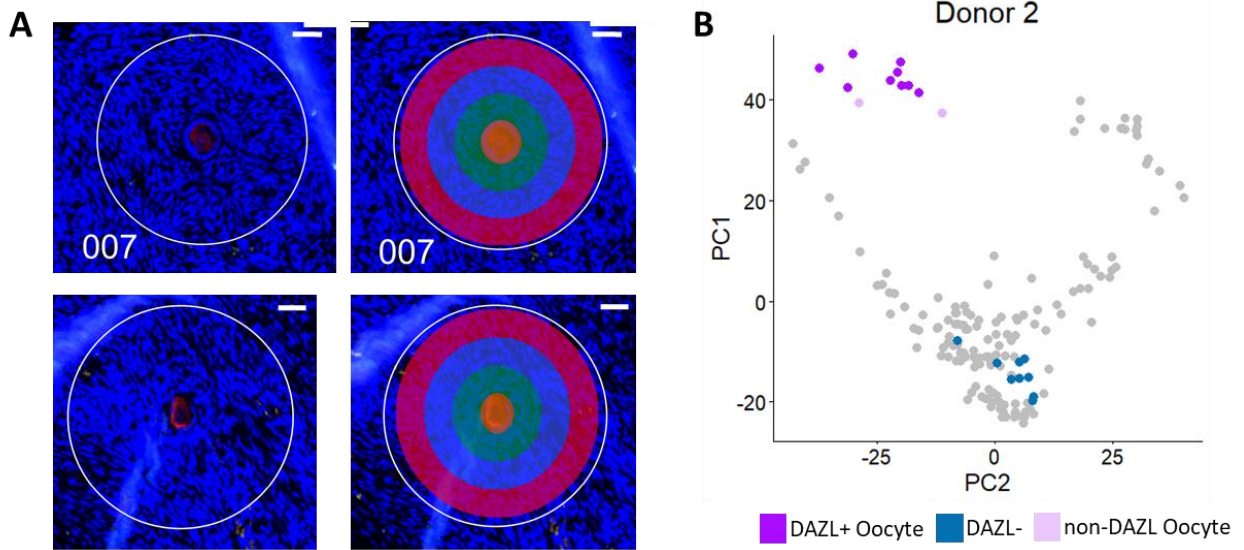 A
007
007
B
Donor 2
PC1
40
20
0
-20
-25
0
25
PC2
DAZL+ Oocyte
DAZL-
non-DAZL Oocyte